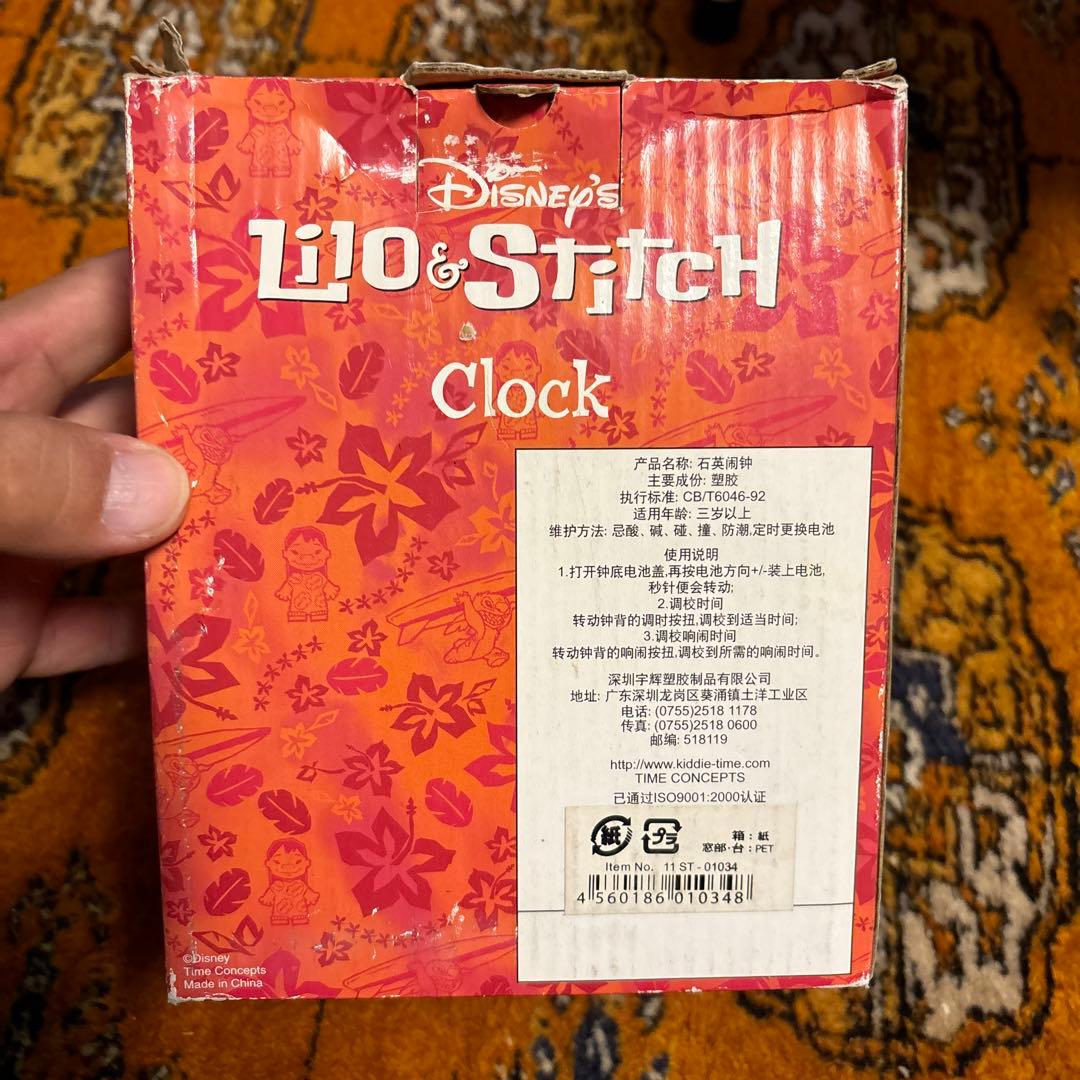 Disney's
Lilo & Stitch
Clock
产品名称: 石英闹钟
主要成份: 塑胶
执行标准: CB/T6046-92
适用年龄: 三岁以上
维护方法: 忌酸、碱、碰、撞、防潮,定时更换电池
使用说明
1.打开钟底电池盖,再按电池方向+/-装上电池,
秒针便会转动;
2.调校时间
转动钟背的调时按扭,调校到适当时间;
3.调校响闹时间
转动钟背的响闹按扭,调校到所需的响闹时间。
深圳宇辉塑胶制品有限公司
地址: 广东深圳龙岗区葵涌镇土洋工业区
电话: (0755)2518 1178
传真: (0755)2518 0600
邮编: 518119
http://www.kiddie-time.com
TIME CONCEPTS
已通过ISO9001:2000认证
紙 プラ
箱：紙
窓部・台：PET
Item No. 11 ST - 01034
4 560186 010348
©Disney
Time Concepts
Made in China